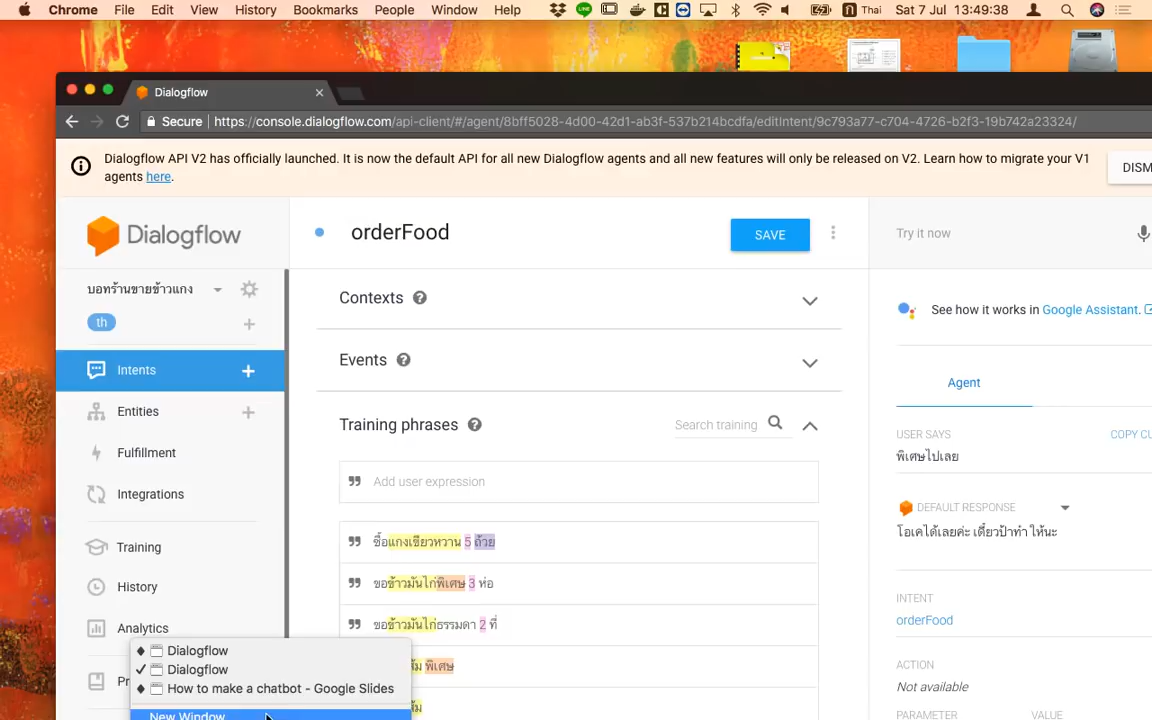 Chrome File Edit View History Bookmarks People Window Help Thai Sat 7 Jul 13:49:38
Dialogflow
Secure https://console.dialogflow.com/api-client/#/agent/8bff5028-4d00-42d1-ab3f-537b214bcdfa/editIntent/9c793a77-c704-4726-b2f3-19b742a23324/
Dialogflow API V2 has officially launched. It is now the default API for all new Dialogflow agents and all new features will only be released on V2. Learn how to migrate your V1
agents here.
DISM
Dialogflow
orderFood
SAVE
Try it now
บอทร้านขายข้าวแกง
th
Intents
Entities
Fulfillment
Integrations
Training
History
Analytics
Pr
Contexts
Events
Training phrases
Search training
Add user expression
ซื้อแกงเขียวหวาน 5 ถ้วย
ขอข้าวมันไก่พิเศษ 3 ห่อ
ขอข้าวมันไก่ธรรมดา 2 ที่
พิเศษ
See how it works in Google Assistant.
Agent
USER SAYS
COPY CU
พิเศษไปเลย
DEFAULT RESPONSE
โอเคได้เลยค่ะ เดี๋ยวป้าทำ ให้นะ
INTENT
orderFood
ACTION
Not available
PARAMETER VALUE
Dialogflow
Dialogflow
How to make a chatbot - Google Slides
New Window